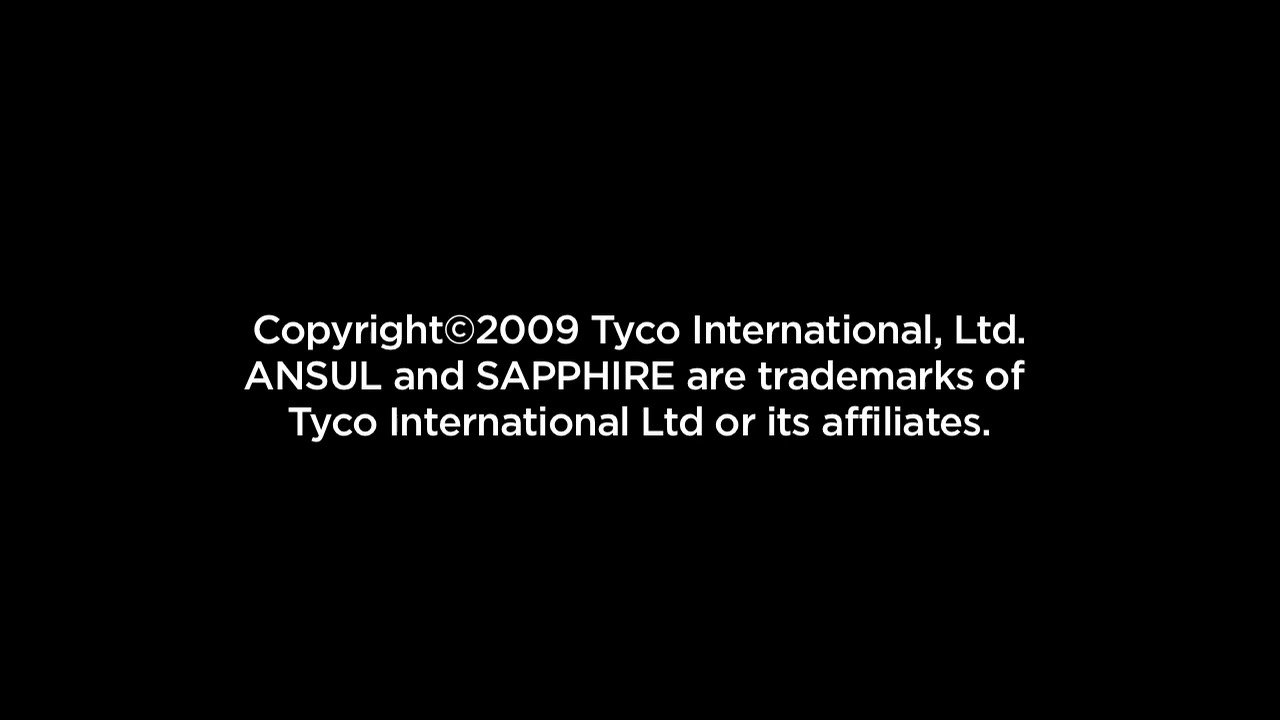 Copyright©2009 Tyco International, Ltd.
ANSUL and SAPPHIRE are trademarks of
Tyco International Ltd or its affiliates.